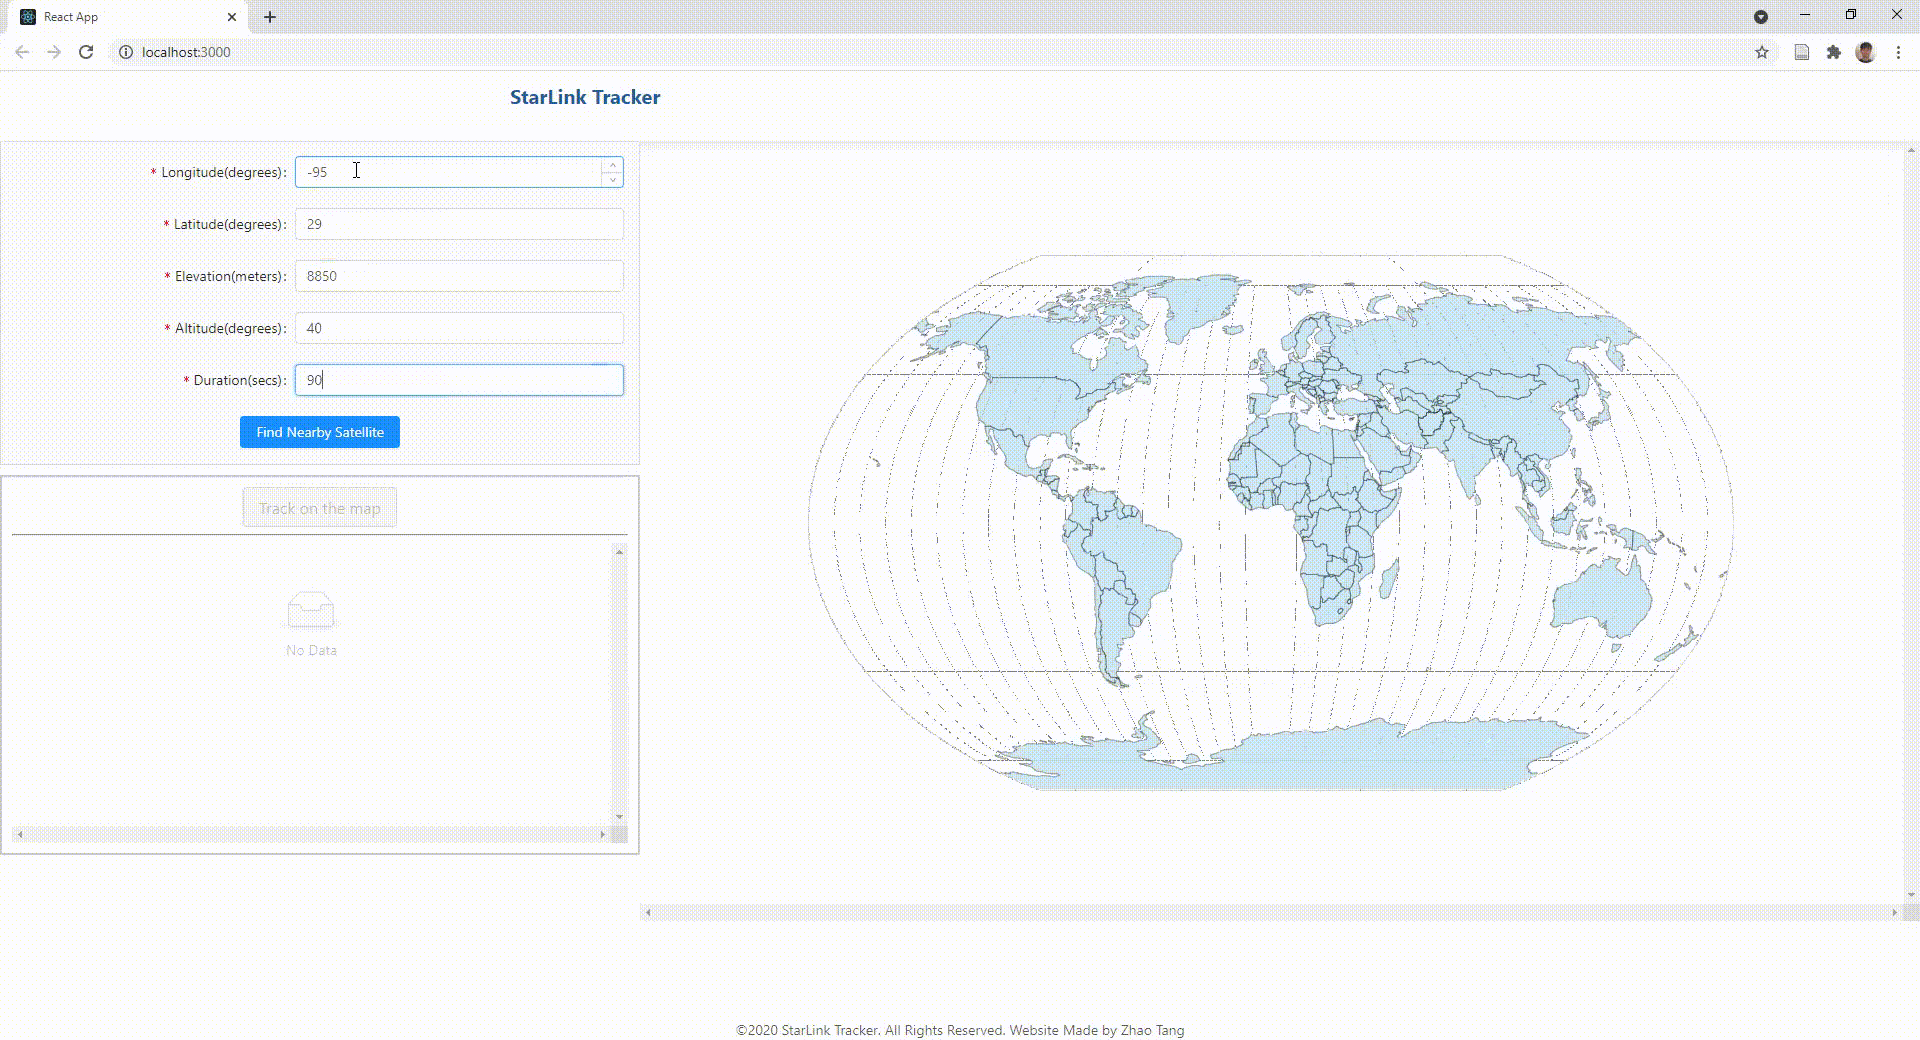 React App
localhost:3000
StarLink Tracker
* Longitude(degrees): -95
* Latitude(degrees): 29
* Elevation(meters): 8850
* Altitude(degrees): 40
* Duration(secs): 90
Find Nearby Satellite
Track on the map
No Data
©2020 StarLink Tracker. All Rights Reserved. Website Made by Zhao Tang